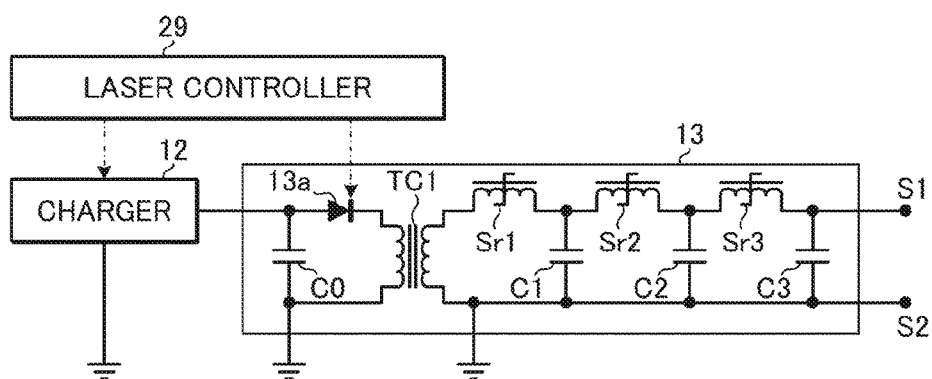 29
LASER CONTROLLER
12
13
13a
TC1
S1
CHARGER
Sr1
Sr2
Sr3
C0
C1
C2
C3
S2